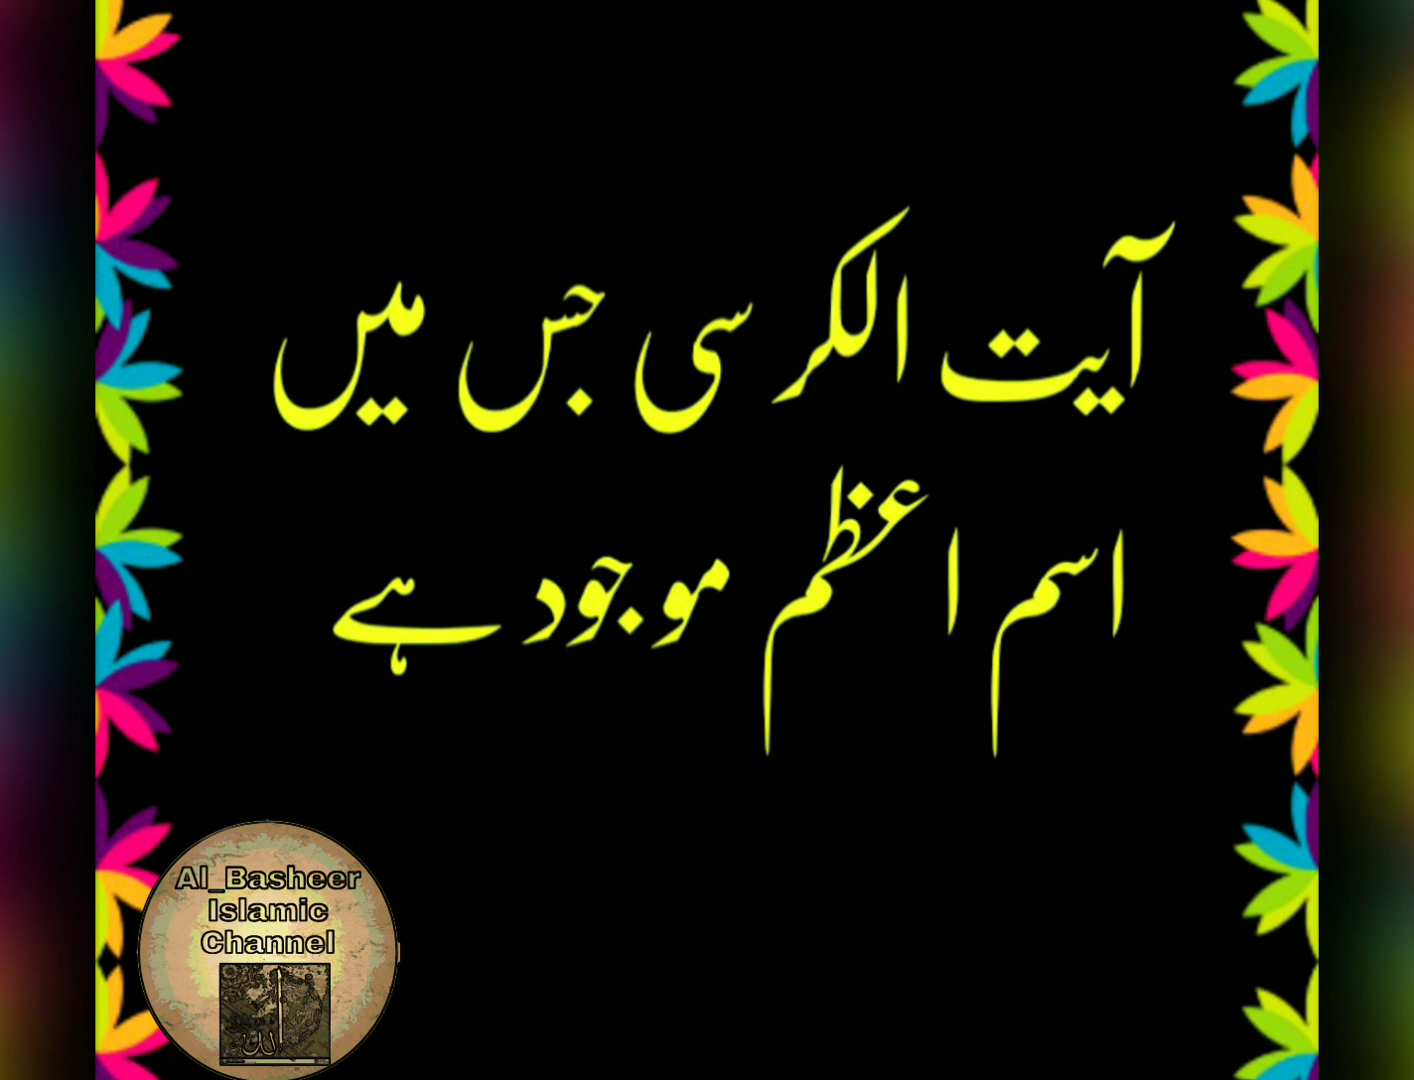 آیت الکرسی جس میں
اسم اعظم موجود ہے
Al_Basheer
Islamic
Channel